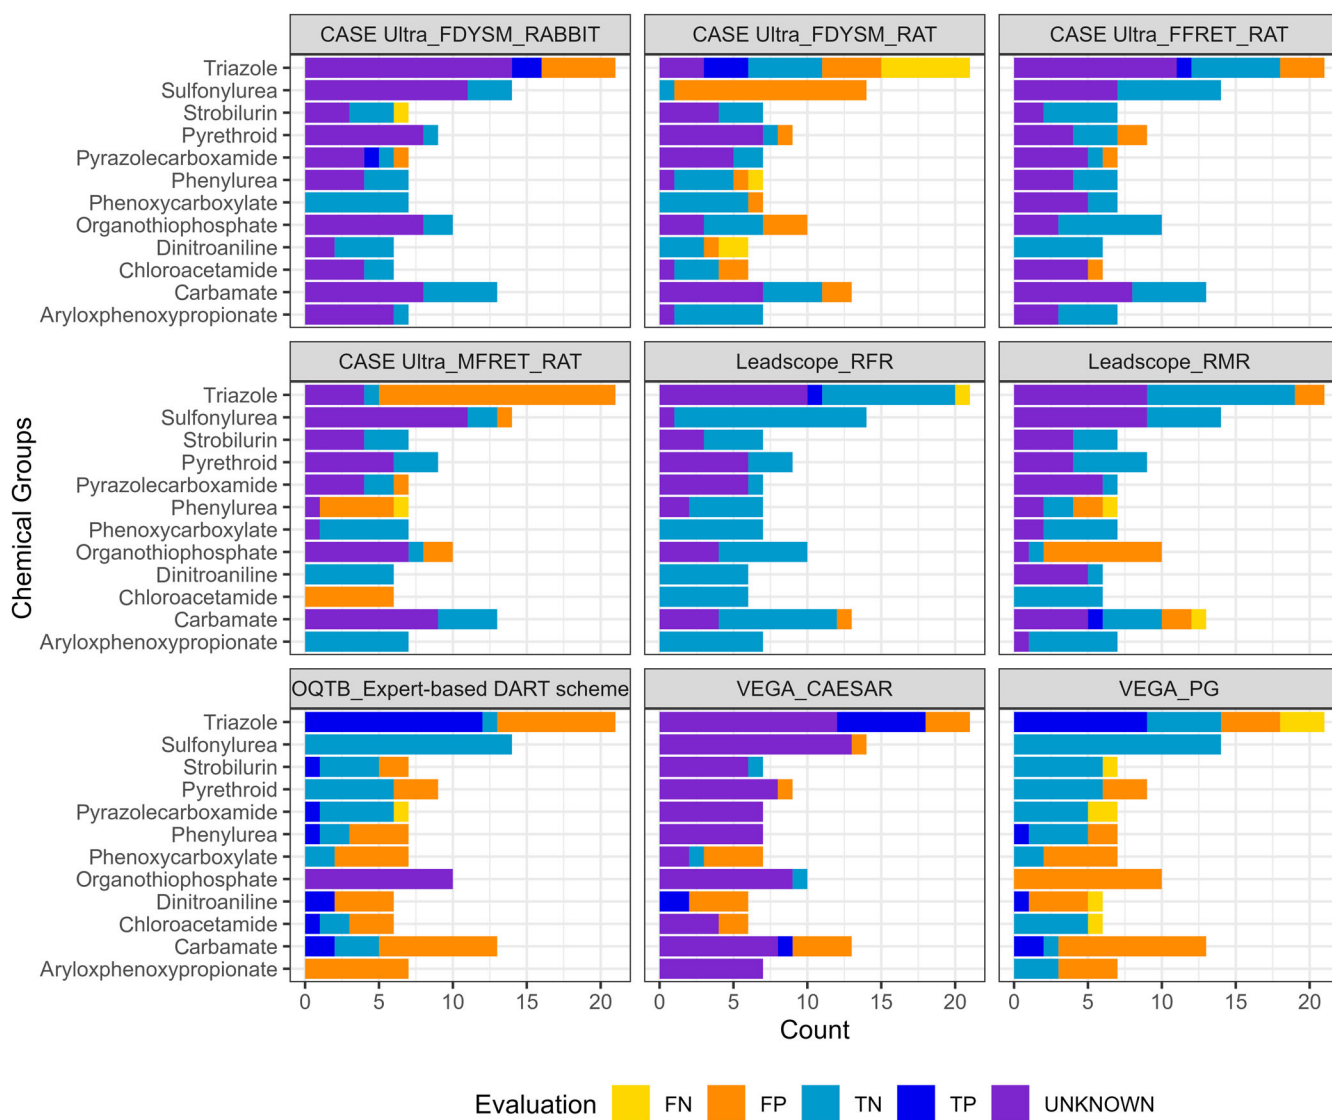 CASE Ultra_FDYSM_RABBIT
CASE Ultra_FDYSM_RAT
CASE Ultra_FFRET_RAT
Triazole
Sulfonylurea
Strobilurin
Pyrethroid
Pyrazolecarboxamide
Phenylurea
Phenoxycarboxylate
Organothiophosphate
Dinitroaniline
Chloroacetamide
Carbamate
Aryloxphenoxypropionate
CASE Ultra_MFRET_RAT
Leadscope_RFR
Leadscope_RMR
Triazole
Sulfonylurea
Strobilurin
Pyrethroid
Pyrazolecarboxamide
Phenylurea
Phenoxycarboxylate
Organothiophosphate
Dinitroaniline
Chloroacetamide
Carbamate
Aryloxphenoxypropionate
Chemical Groups
OQTB_Expert-based DART scheme
VEGA_CAESAR
VEGA_PG
Triazole
Sulfonylurea
Strobilurin
Pyrethroid
Pyrazolecarboxamide
Phenylurea
Phenoxycarboxylate
Organothiophosphate
Dinitroaniline
Chloroacetamide
Carbamate
Aryloxphenoxypropionate
0 5 10 15 20
0 5 10 15 20
0 5 10 15 20
Count
Evaluation FN FP TN TP UNKNOWN